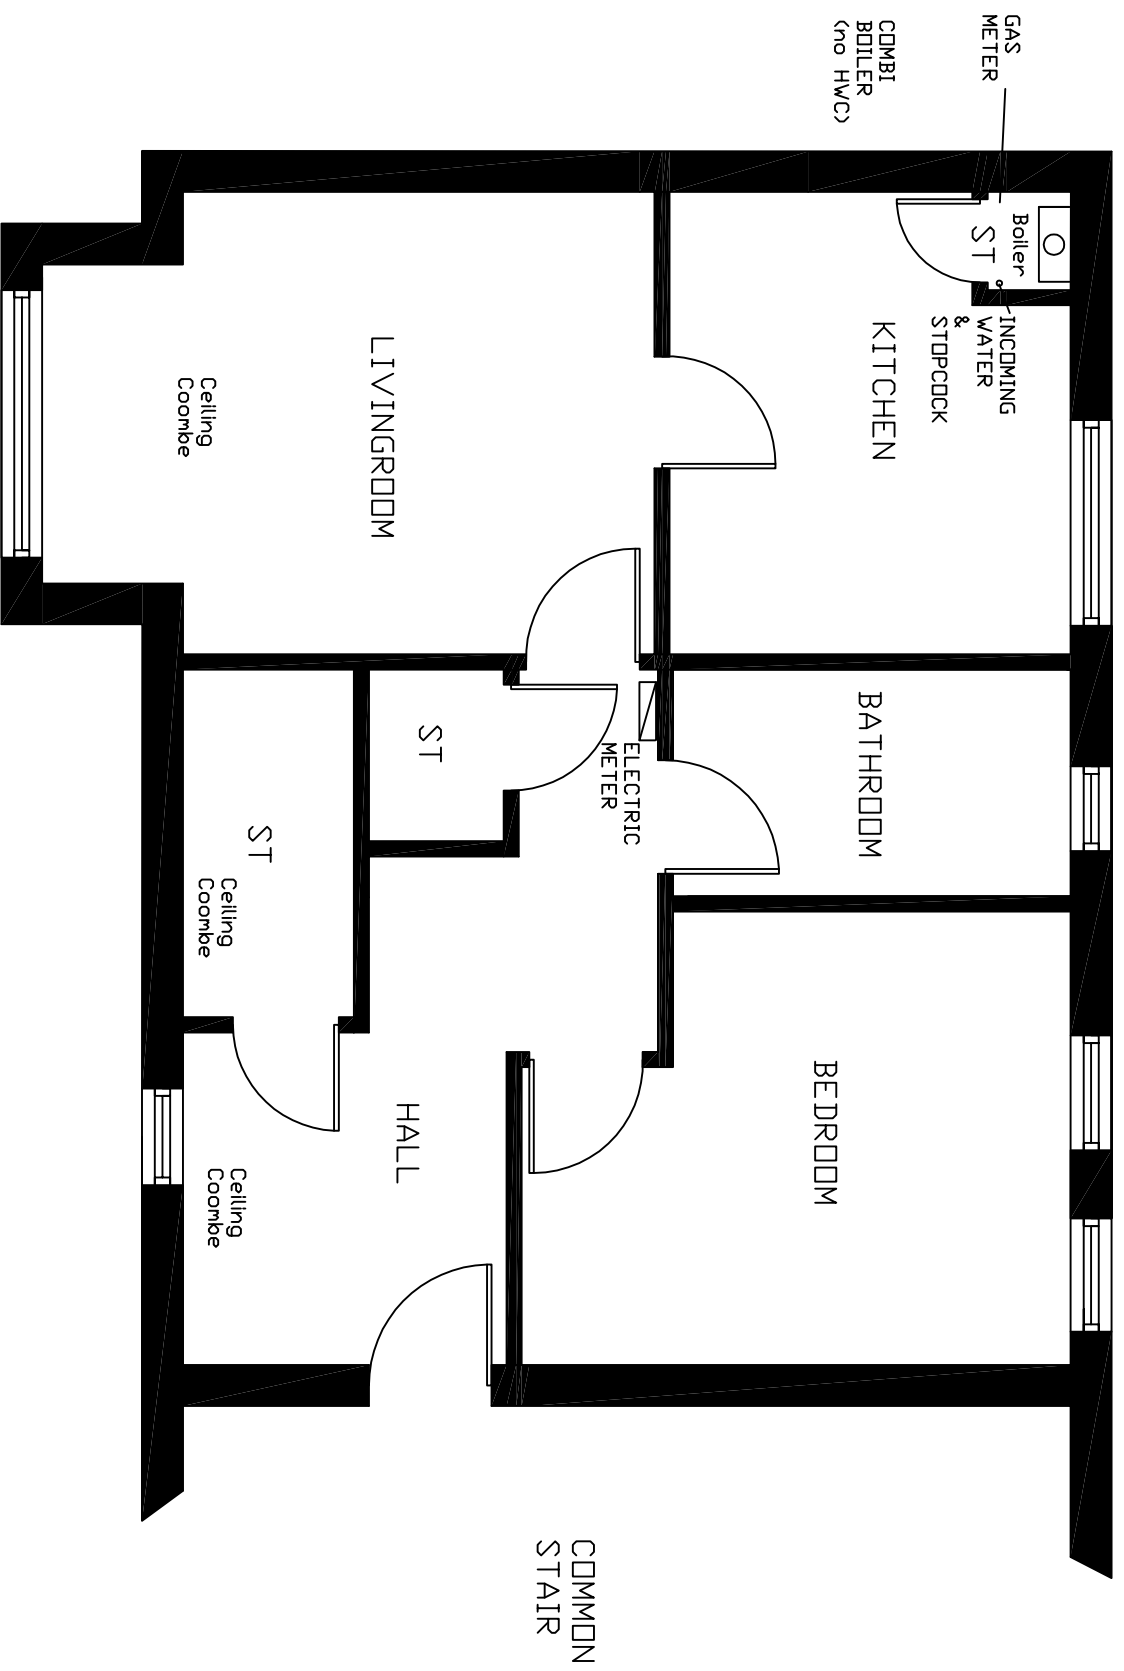 GAS
METER
COMBI
BOILER
(no HWC)
Boiler
ST
INCOMING
WATER
&
STOPCOCK
KITCHEN
BATHROOM
BEDROOM
LIVINGROOM
Ceiling
Coombe
ELECTRIC
METER
ST
ST
Ceiling
Coombe
HALL
Ceiling
Coombe
COMMON
STAIR